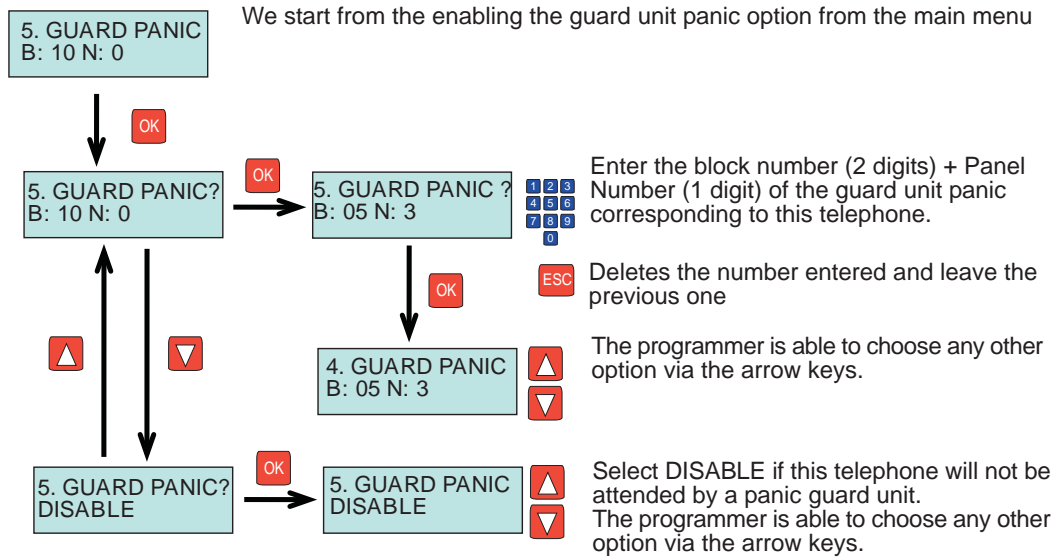 5. GUARD PANIC
B: 10 N: 0
We start from the enabling the guard unit panic option from the main menu
OK
5. GUARD PANIC?
B: 10 N: 0
OK
5. GUARD PANIC ?
B: 05 N: 3
1 2 3
4 5 6
7 8 9
0
Enter the block number (2 digits) + Panel
Number (1 digit) of the guard unit panic
corresponding to this telephone.
OK
ESC
Deletes the number entered and leave the
previous one
4. GUARD PANIC
B: 05 N: 3
The programmer is able to choose any other
option via the arrow keys.
5. GUARD PANIC?
DISABLE
OK
5. GUARD PANIC
DISABLE
Select DISABLE if this telephone will not be
attended by a panic guard unit.
The programmer is able to choose any other
option via the arrow keys.